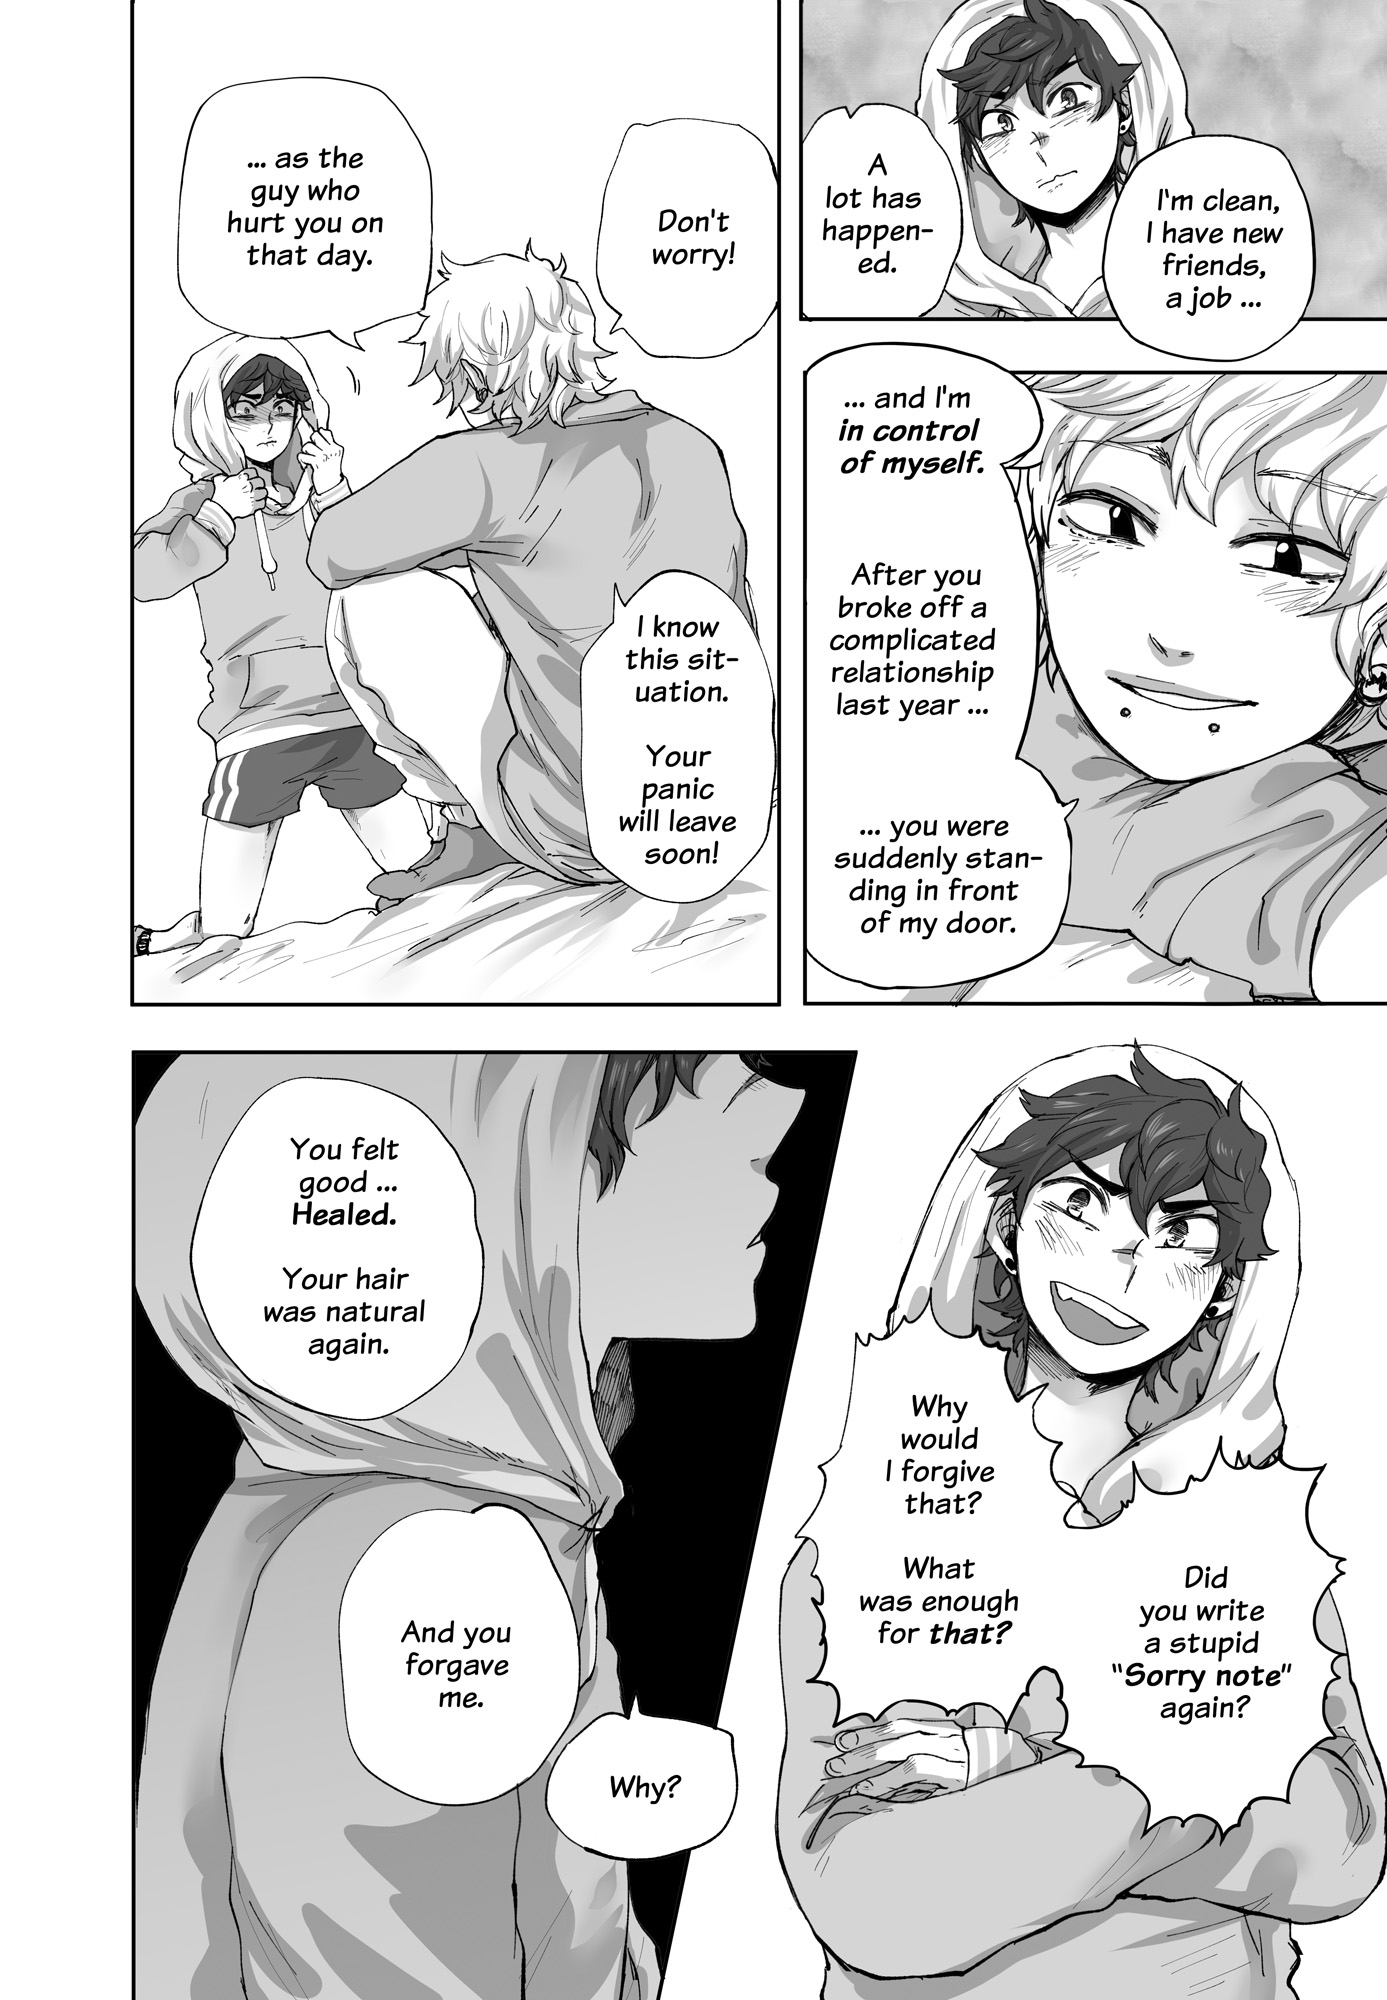 ... as the
guy who
hurt you on
that day.
Don't
worry!
I know
this sit-
uation.
Your
panic
will leave
soon!
A
lot has
happen-
ed.
I'm clean,
I have new
friends,
a job ...
... and I'm
in control
of myself.
After you
broke off a
complicated
relationship
last year ...
... you were
suddenly stan-
ding in front
of my door.
You felt
good ...
Healed.
Your hair
was natural
again.
And you
forgave
me.
Why?
Why
would
I forgive
that?
What
was enough
for that?
Did
you write
a stupid
"Sorry note"
again?